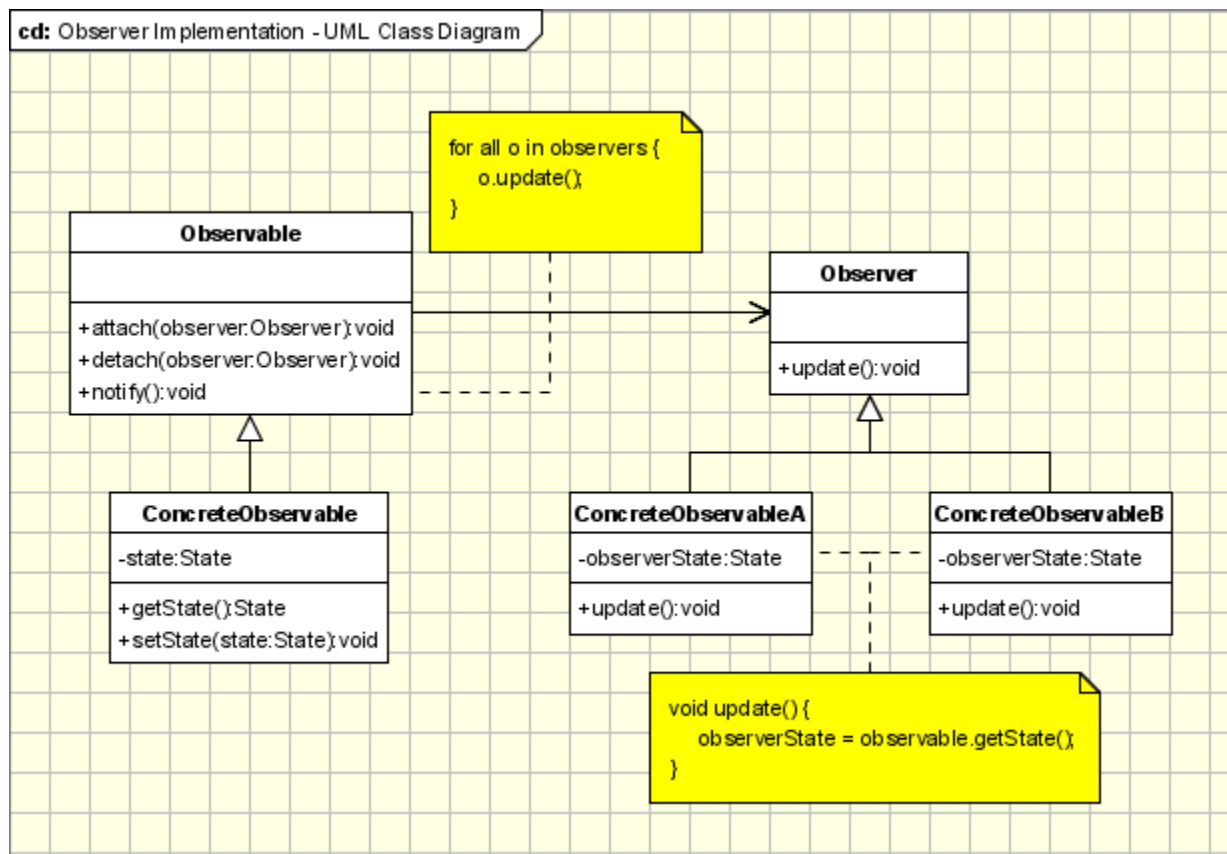 cd: Observer Implementation - UML Class Diagram
for all o in observers {
o.update();
}
Observable
+attach(observer:Observer):void
+detach(observer:Observer):void
+notify():void
Observer
+update():void
ConcreteObservable
-state:State
+getState():State
+setState(state:State):void
ConcreteObservableA
-observerState:State
+update():void
ConcreteObservableB
-observerState:State
+update():void
void update() {
observerState = observable.getState();
}